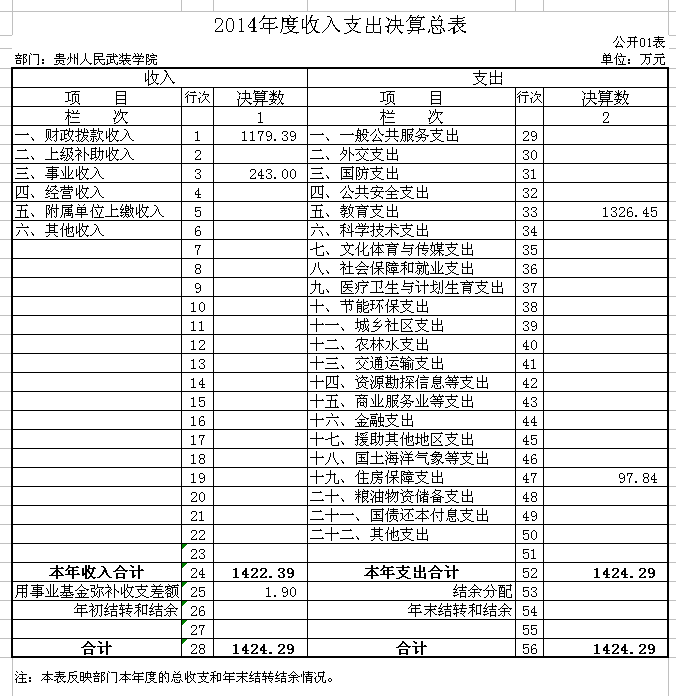 2014年度收入支出决算总表
公开01表
部门：贵州人民武装学院 单位：万元
收入 支出
项 目 行次 决算数 项 目 行次 决算数
栏 次 1 栏 次 2
一、财政拨款收入 1 1179.39 一、一般公共服务支出 29
二、上级补助收入 2 二、外交支出 30
三、事业收入 3 243.00 三、国防支出 31
四、经营收入 4 四、公共安全支出 32
五、附属单位上缴收入 5 五、教育支出 33 1326.45
六、其他收入 6 六、科学技术支出 34
7 七、文化体育与传媒支出 35
8 八、社会保障和就业支出 36
9 九、医疗卫生与计划生育支出 37
10 十、节能环保支出 38
11 十一、城乡社区支出 39
12 十二、农林水支出 40
13 十三、交通运输支出 41
14 十四、资源勘探信息等支出 42
15 十五、商业服务业等支出 43
16 十六、金融支出 44
17 十七、援助其他地区支出 45
18 十八、国土海洋气象等支出 46
19 十九、住房保障支出 47 97.84
20 二十、粮油物资储备支出 48
21 二十一、国债还本付息支出 49
22 二十二、其他支出 50
23 51
本年收入合计 24 1422.39 本年支出合计 52 1424.29
用事业基金弥补收支差额 25 1.90 结余分配 53
年初结转和结余 26 年末结转和结余 54
27 55
合计 28 1424.29 合计 56 1424.29
注：本表反映部门本年度的总收支和年末结转结余情况。